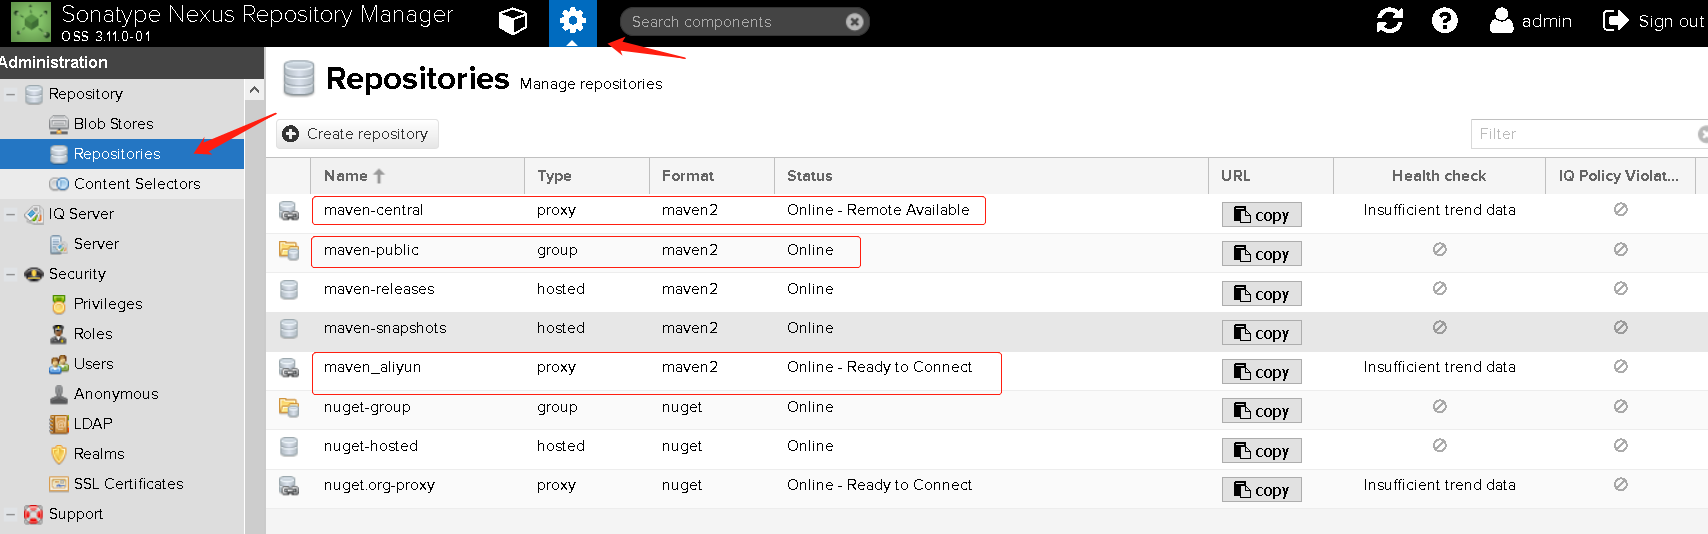 Sonatype Nexus Repository Manager
OSS 3.11.0-01
Search components
admin
Sign out
Administration
Repository
Blob Stores
Repositories
Content Selectors
IQ Server
Server
Security
Privileges
Roles
Users
Anonymous
LDAP
Realms
SSL Certificates
Support
Repositories Manage repositories
Create repository
Filter
Name Type Format Status URL Health check IQ Policy Violat...
maven-central proxy maven2 Online - Remote Available copy Insufficient trend data
maven-public group maven2 Online copy
maven-releases hosted maven2 Online copy
maven-snapshots hosted maven2 Online copy
maven_aliyun proxy maven2 Online - Ready to Connect copy Insufficient trend data
nuget-group group nuget Online copy
nuget-hosted hosted nuget Online copy
nuget.org-proxy proxy nuget Online - Ready to Connect copy Insufficient trend data